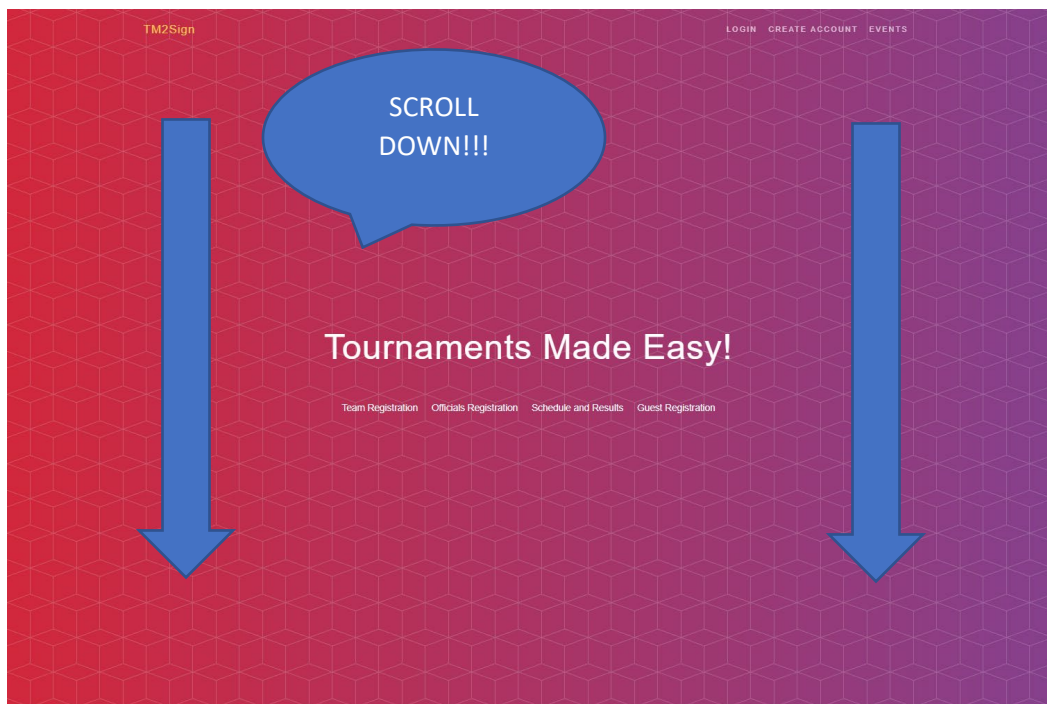 TM2Sign
LOGIN CREATE ACCOUNT EVENTS
SCROLL
DOWN!!!
Tournaments Made Easy!
Team Registration Officials Registration Schedule and Results Guest Registration